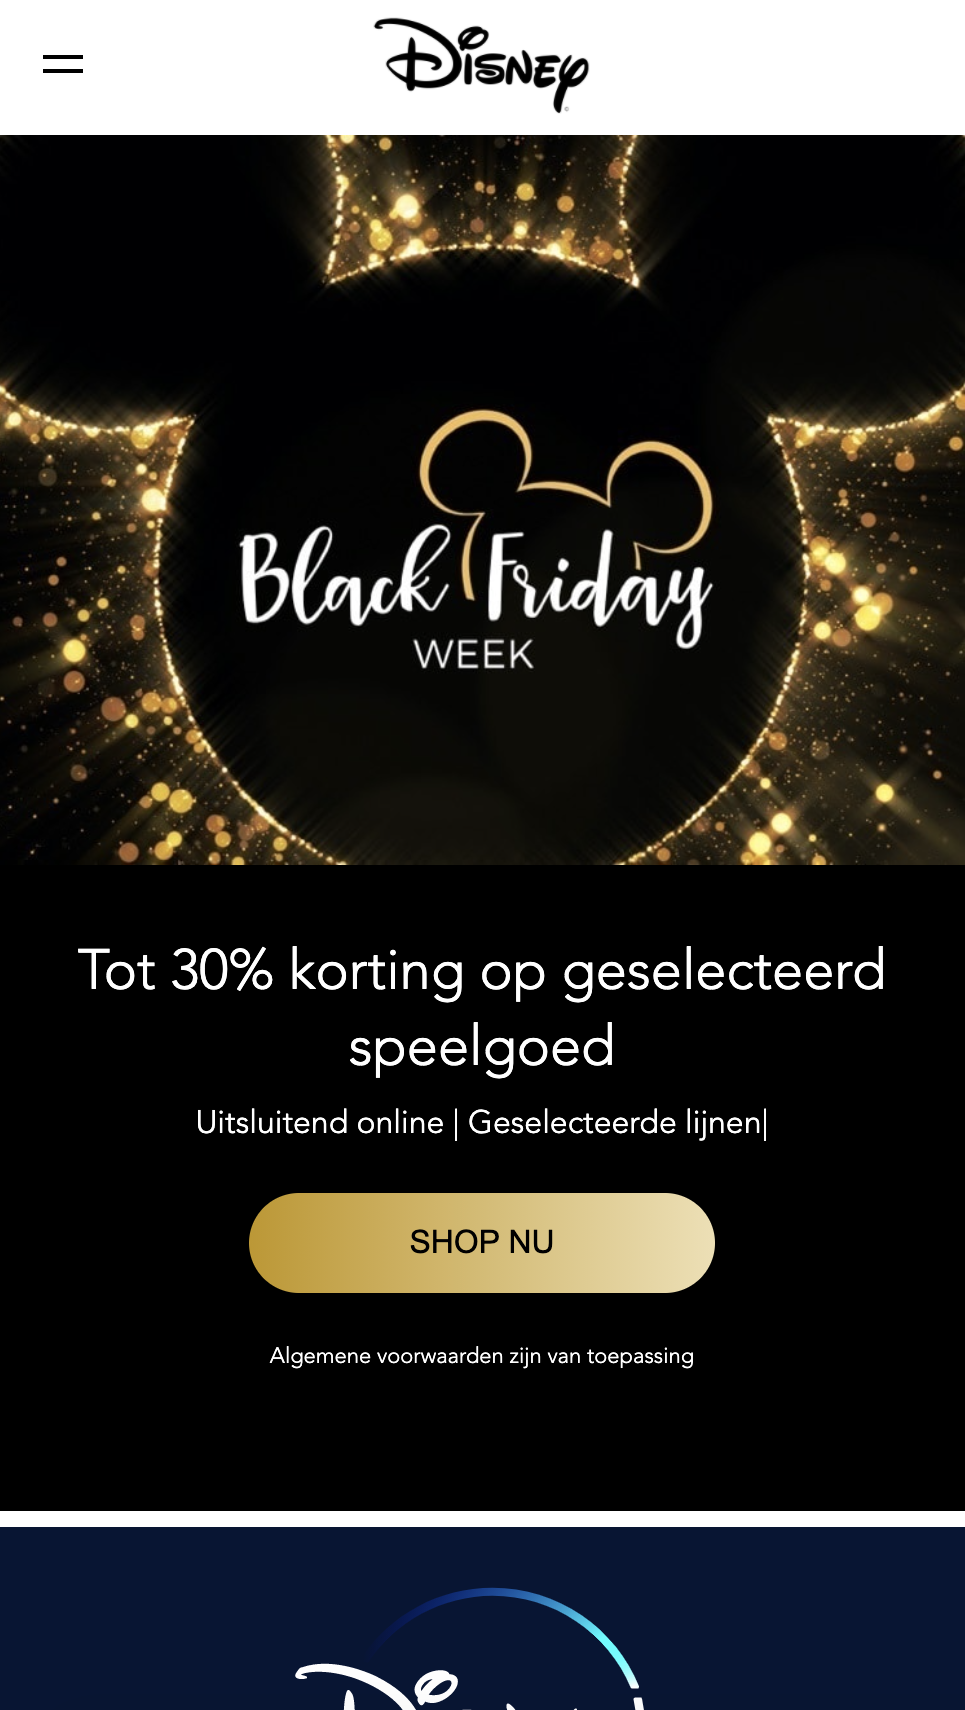 Disney
Black Friday
WEEK
Tot 30% korting op geselecteerd
speelgoed
Uitsluitend online | Geselecteerde lijnen|
SHOP NU
Algemene voorwaarden zijn van toepassing